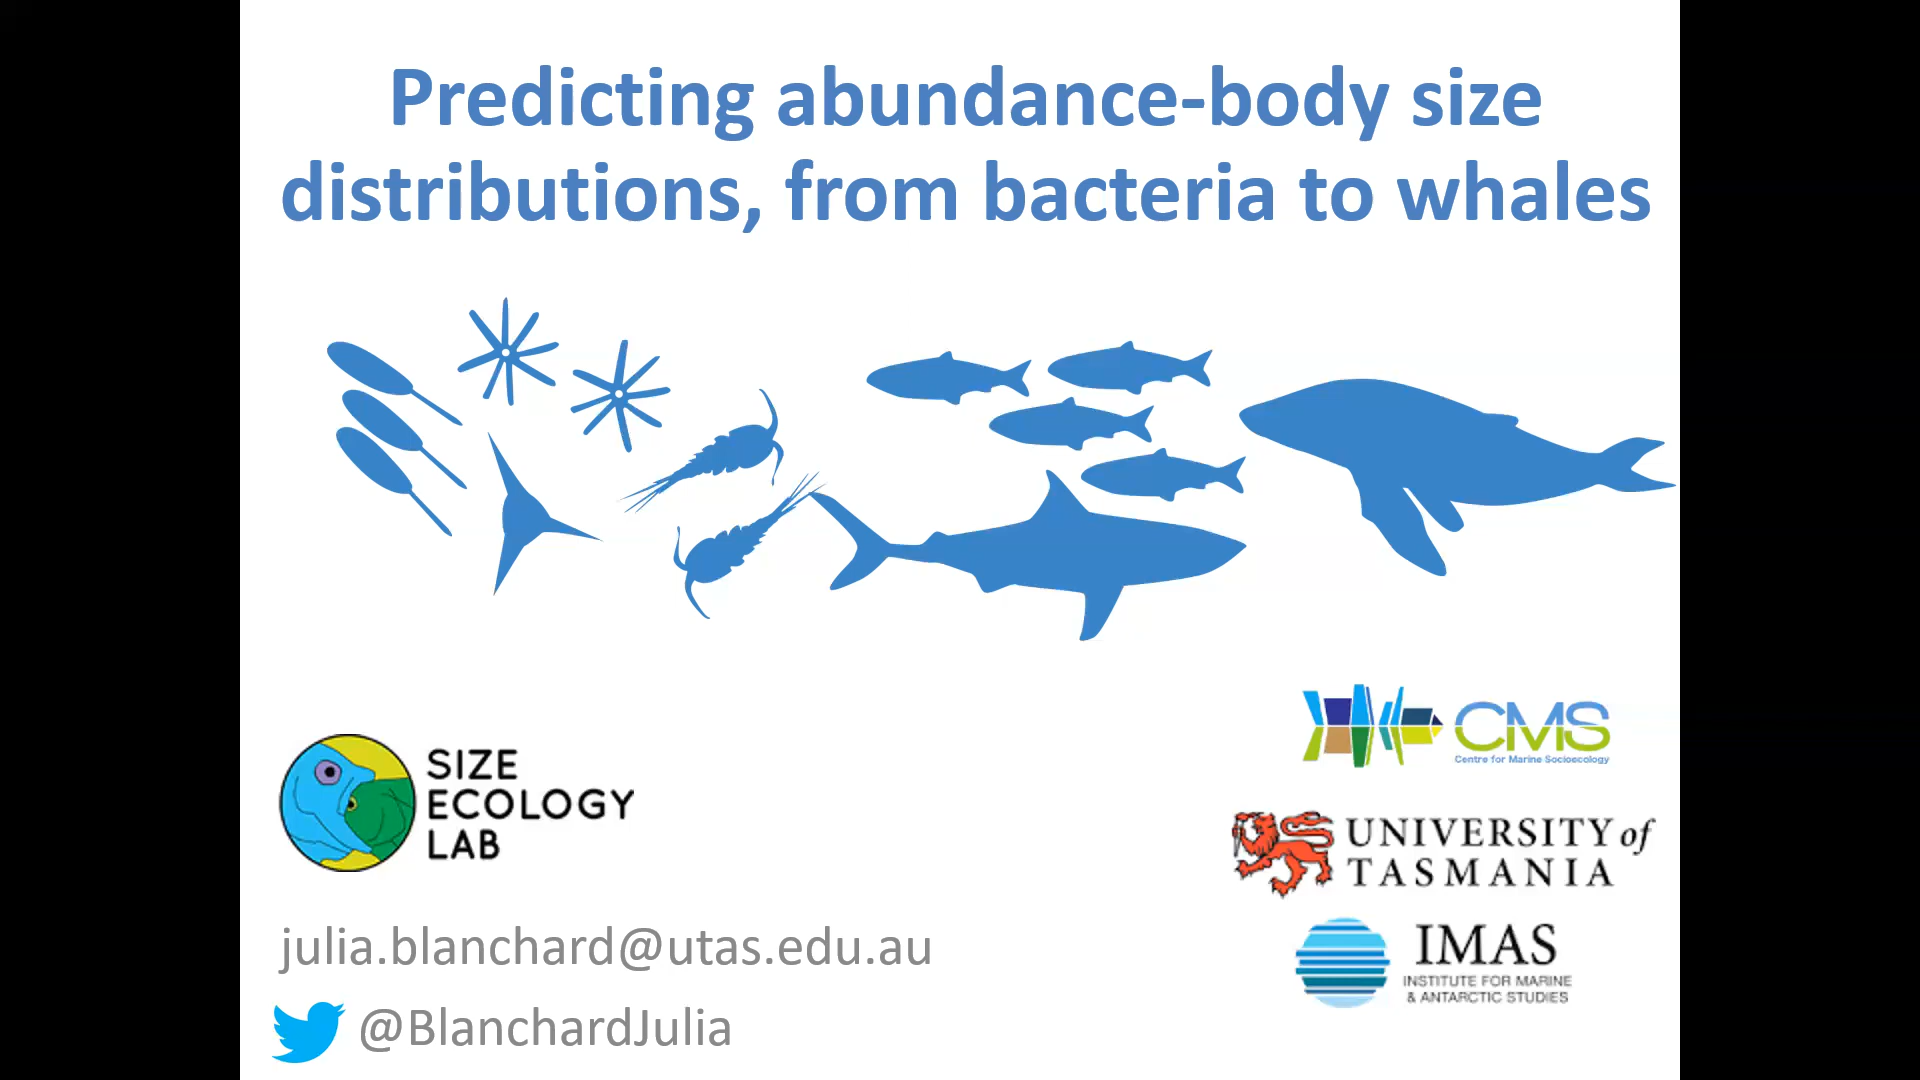 Predicting abundance-body size
distributions, from bacteria to whales
CMS
Centre for Marine Socioecology
SIZE
ECOLOGY
LAB
UNIVERSITY of
TASMANIA
julia.blanchard@utas.edu.au
IMAS
INSTITUTE FOR MARINE
& ANTARCTIC STUDIES
@BlanchardJulia